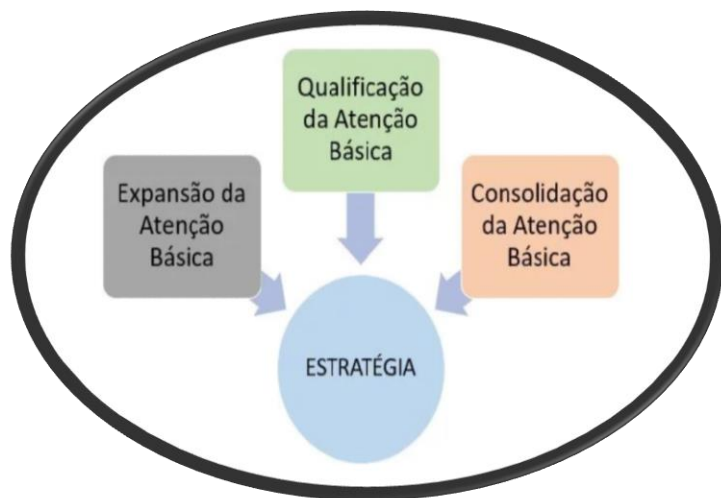 Qualificação
da Atenção
Básica
Expansão da
Atenção
Básica
Consolidação
da Atenção
Básica
ESTRATÉGIA